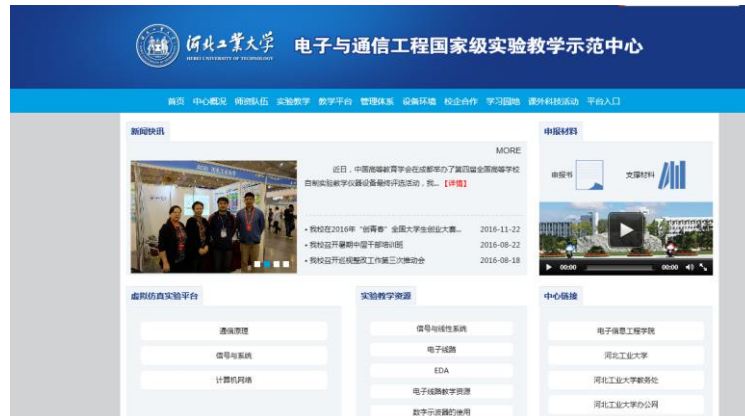 河北工业大学 电子与通信工程国家级实验教学示范中心
HEBEI UNIVERSITY OF TECHNOLOGY
首页 中心概况 师资队伍 实验教学 教学平台 管理体系 设备环境 校企合作 学习园地 课外科技活动 平台入口
新闻快讯
MORE
近日，中国高等教育学会在成都举办了第四届全国高等学校
自制实验教学仪器设备最终评选活动，我... 【详情】
• 我校在2016年“创青春”全国大学生创业大赛... 2016-11-22
• 我校召开暑期中层干部培训班 2016-08-22
• 我校召开巡视整改工作第三次推动会 2016-08-18
申报材料
申报书 支撑材料
00:00 00:00
虚拟仿真实验平台
通信原理
信号与系统
计算机网络
实验教学资源
信号与线性系统
电子线路
EDA
电子线路教学资源
数字示波器的使用
中心链接
电子信息工程学院
河北工业大学
河北工业大学教务处
河北工业大学办公网